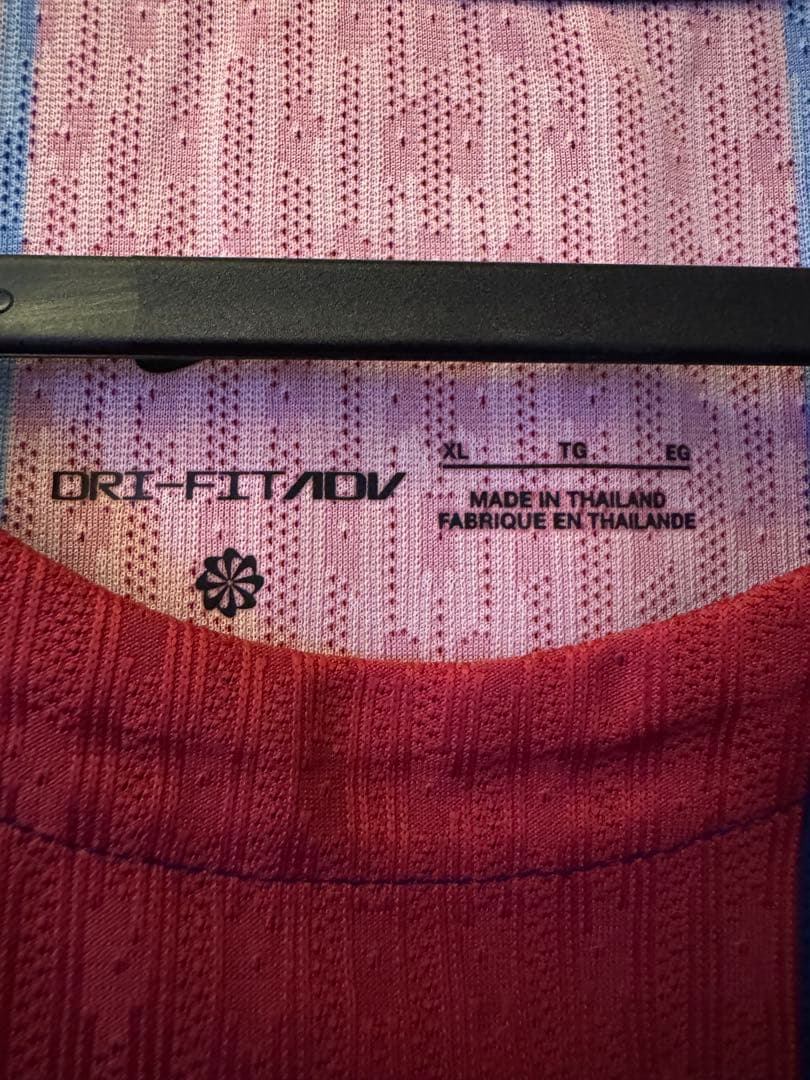 XL TG EG
DRI-FIT ADV
MADE IN THAILAND
FABRIQUE EN THAILANDE